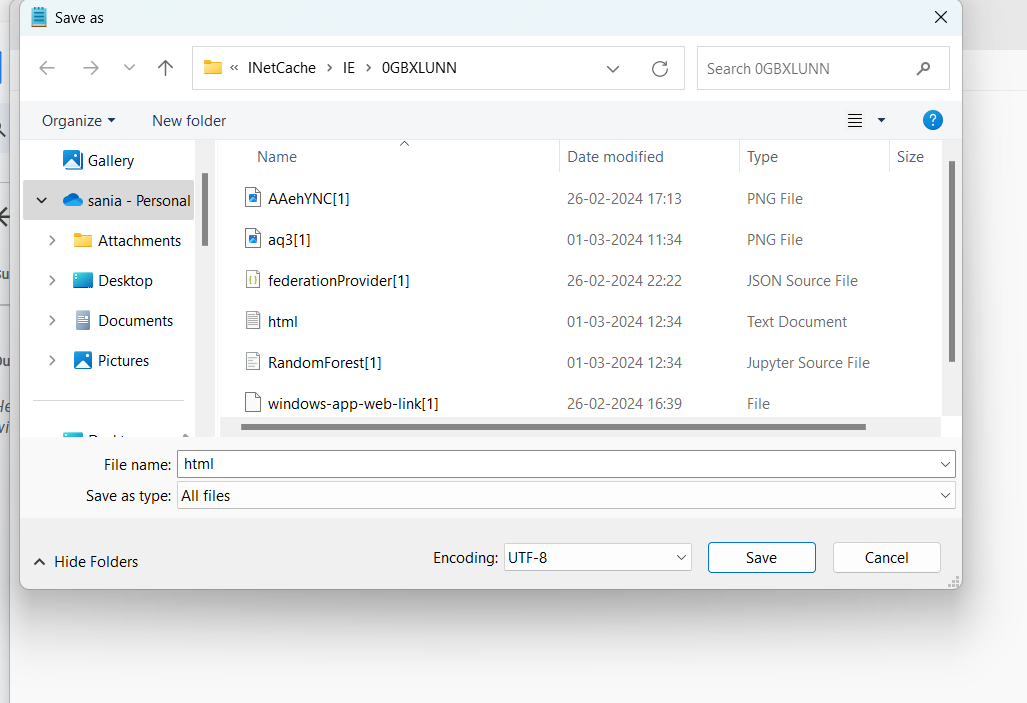 Save as
« INetCache > IE > 0GBXLUNN
Search 0GBXLUNN
Organize
New folder
?
Name Date modified Type Size
Gallery
sania - Personal
Attachments
Desktop
Documents
Pictures
AAehYNC[1] 26-02-2024 17:13 PNG File
aq3[1] 01-03-2024 11:34 PNG File
federationProvider[1] 26-02-2024 22:22 JSON Source File
html 01-03-2024 12:34 Text Document
RandomForest[1] 01-03-2024 12:34 Jupyter Source File
windows-app-web-link[1] 26-02-2024 16:39 File
File name: html
Save as type: All files
Hide Folders
Encoding: UTF-8
Save
Cancel